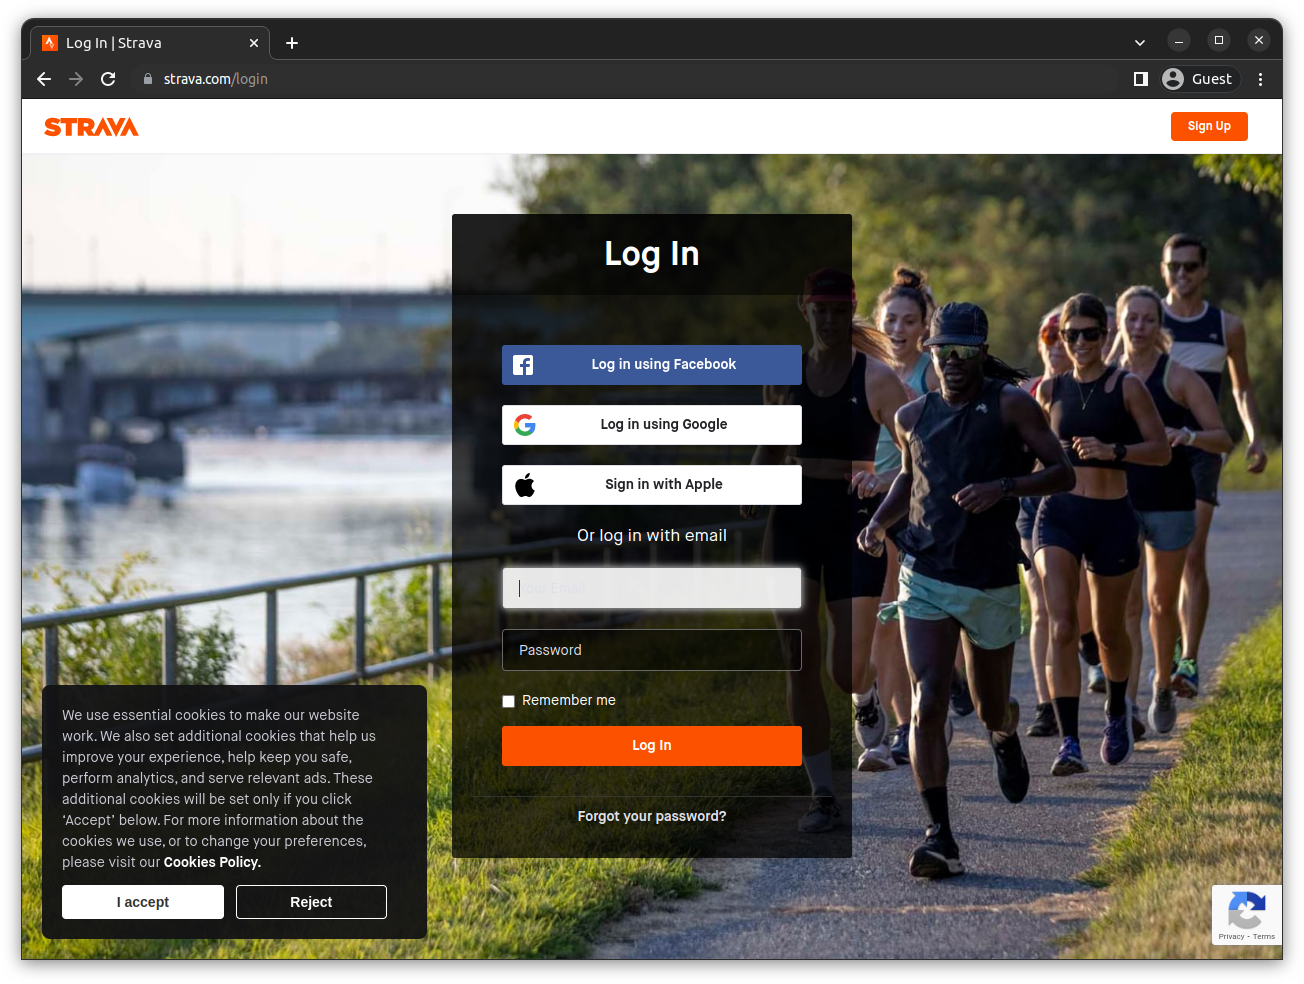 Log In | Strava
strava.com/login
Guest
STRAVA
Sign Up
Log In
Log in using Facebook
Log in using Google
Sign in with Apple
Or log in with email
Your Email
Password
Remember me
Log In
Forgot your password?
We use essential cookies to make our website
work. We also set additional cookies that help us
improve your experience, help keep you safe,
perform analytics, and serve relevant ads. These
additional cookies will be set only if you click
‘Accept’ below. For more information about the
cookies we use, or to change your preferences,
please visit our Cookies Policy.
I accept
Reject
Privacy - Terms